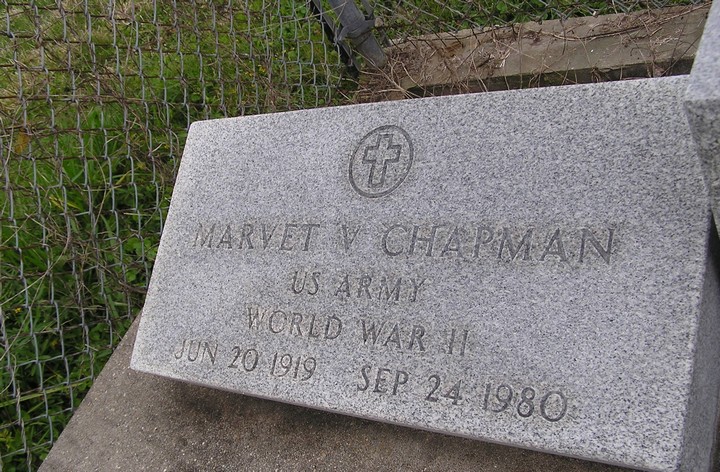 MARVET V CHAPMAN
US ARMY
WORLD WAR II
JUN 20 1919 SEP 24 1980